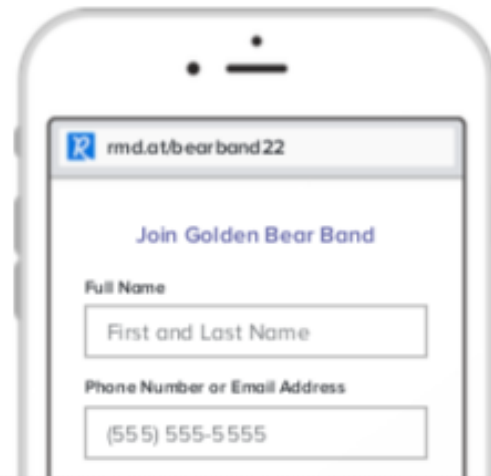 rmd.at/bearband22
Join Golden Bear Band
Full Name
First and Last Name
Phone Number or Email Address
(555) 555-5555